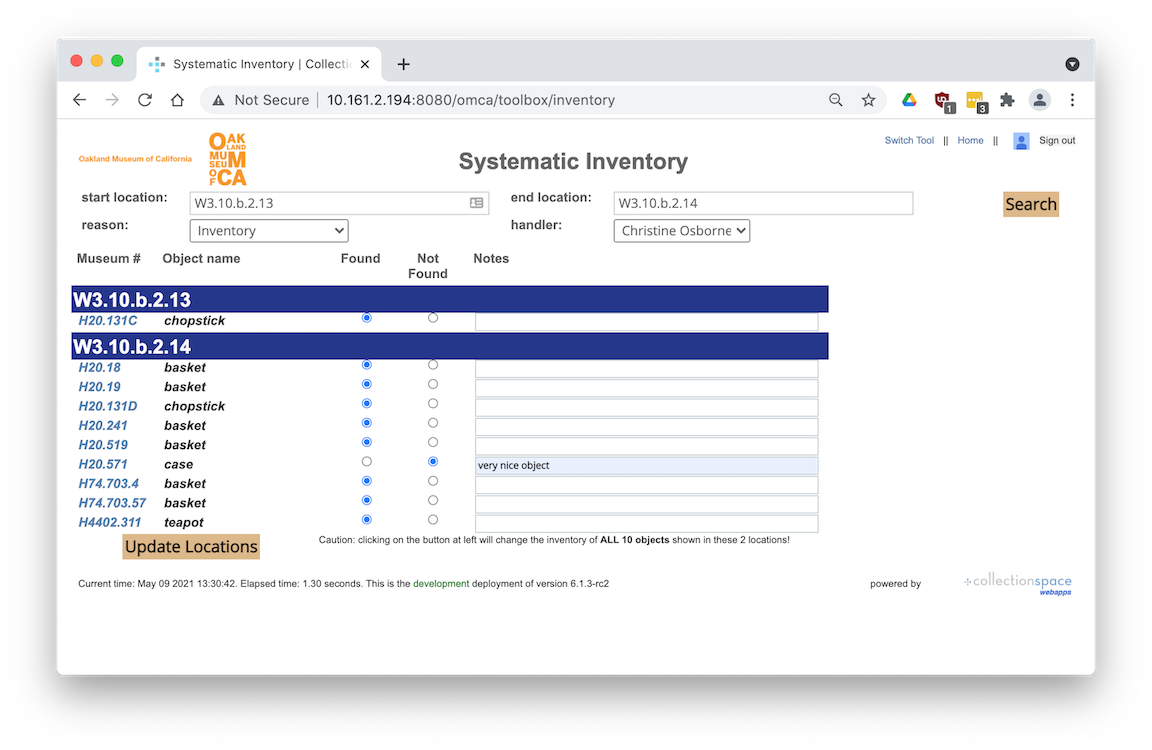 Systematic Inventory | Collecti
Not Secure 10.161.2.194:8080/omca/toolbox/inventory
1
3
Oakland Museum of California
OAK
LAND
MU M
SEU
OF CA
Systematic Inventory
Switch Tool || Home || Sign out
start location: W3.10.b.2.13 end location: W3.10.b.2.14 Search
reason: Inventory handler: Christine Osborne
Museum # Object name Found Not Found Notes
W3.10.b.2.13
H20.131C chopstick
W3.10.b.2.14
H20.18 basket
H20.19 basket
H20.131D chopstick
H20.241 basket
H20.519 basket
H20.571 case very nice object
H74.703.4 basket
H74.703.57 basket
H4402.311 teapot
Update Locations Caution: clicking on the button at left will change the inventory of ALL 10 objects shown in these 2 locations!
Current time: May 09 2021 13:30:42. Elapsed time: 1.30 seconds. This is the development deployment of version 6.1.3-rc2 powered by collectionspace
webapps